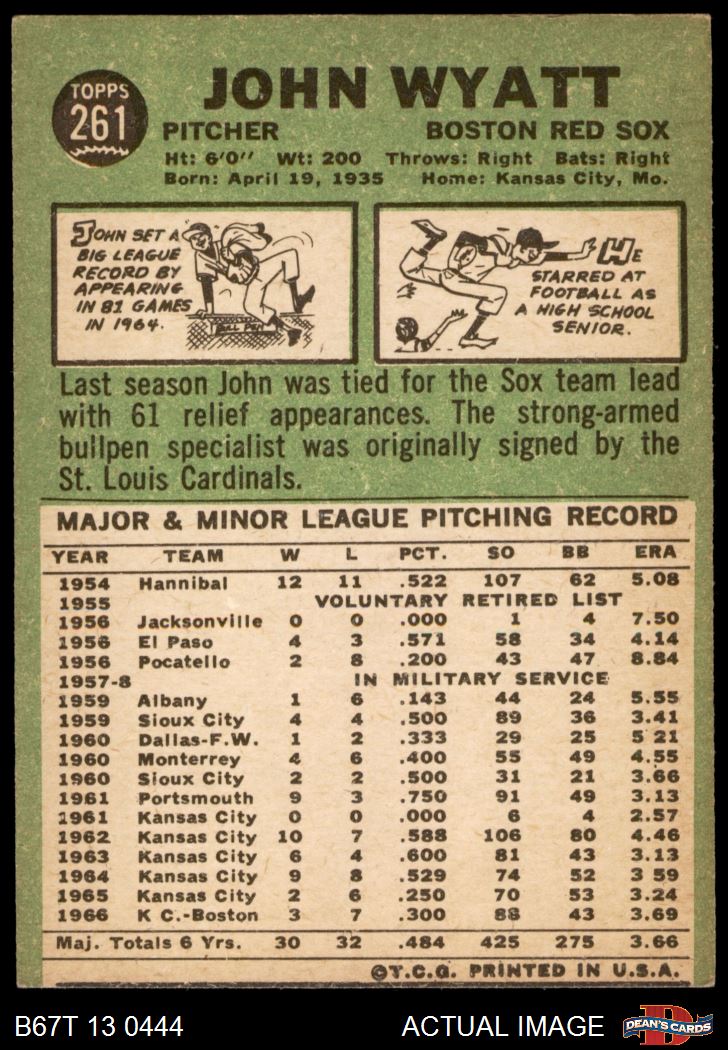 TOPPS
261
JOHN WYATT
PITCHER BOSTON RED SOX
Ht: 6'0" Wt: 200 Throws: Right Bats: Right
Born: April 19, 1935 Home: Kansas City, Mo.
JOHN SET A
BIG LEAGUE
RECORD BY
APPEARING
IN 81 GAMES
IN 1964.
BULL PEN
HE
STARRED AT
FOOTBALL AS
A HIGH SCHOOL
SENIOR.
Last season John was tied for the Sox team lead
with 61 relief appearances. The strong-armed
bullpen specialist was originally signed by the
St. Louis Cardinals.
MAJOR & MINOR LEAGUE PITCHING RECORD
YEAR TEAM W L PCT. SO BB ERA
1954 Hannibal 12 11 .522 107 62 5.08
1955 VOLUNTARY RETIRED LIST
1956 Jacksonville 0 0 .000 1 4 7.50
1956 El Paso 4 3 .571 58 34 4.14
1956 Pocatello 2 8 .200 43 47 8.84
1957-8 IN MILITARY SERVICE
1959 Albany 1 6 .143 44 24 5.55
1959 Sioux City 4 4 .500 89 36 3.41
1960 Dallas-F.W. 1 2 .333 29 25 5 21
1960 Monterrey 4 6 .400 55 49 4.55
1960 Sioux City 2 2 .500 31 21 3.66
1961 Portsmouth 9 3 .750 91 49 3.13
1961 Kansas City 0 0 .000 6 4 2.57
1962 Kansas City 10 7 .588 106 80 4.46
1963 Kansas City 6 4 .600 81 43 3.13
1964 Kansas City 9 8 .529 74 52 3 59
1965 Kansas City 2 6 .250 70 53 3.24
1966 K C.-Boston 3 7 .300 88 43 3.69
Maj. Totals 6 Yrs. 30 32 .484 425 275 3.66
©T.C.G. PRINTED IN U.S.A.
B67T 13 0444 ACTUAL IMAGE
D
DEAN'S CARDS